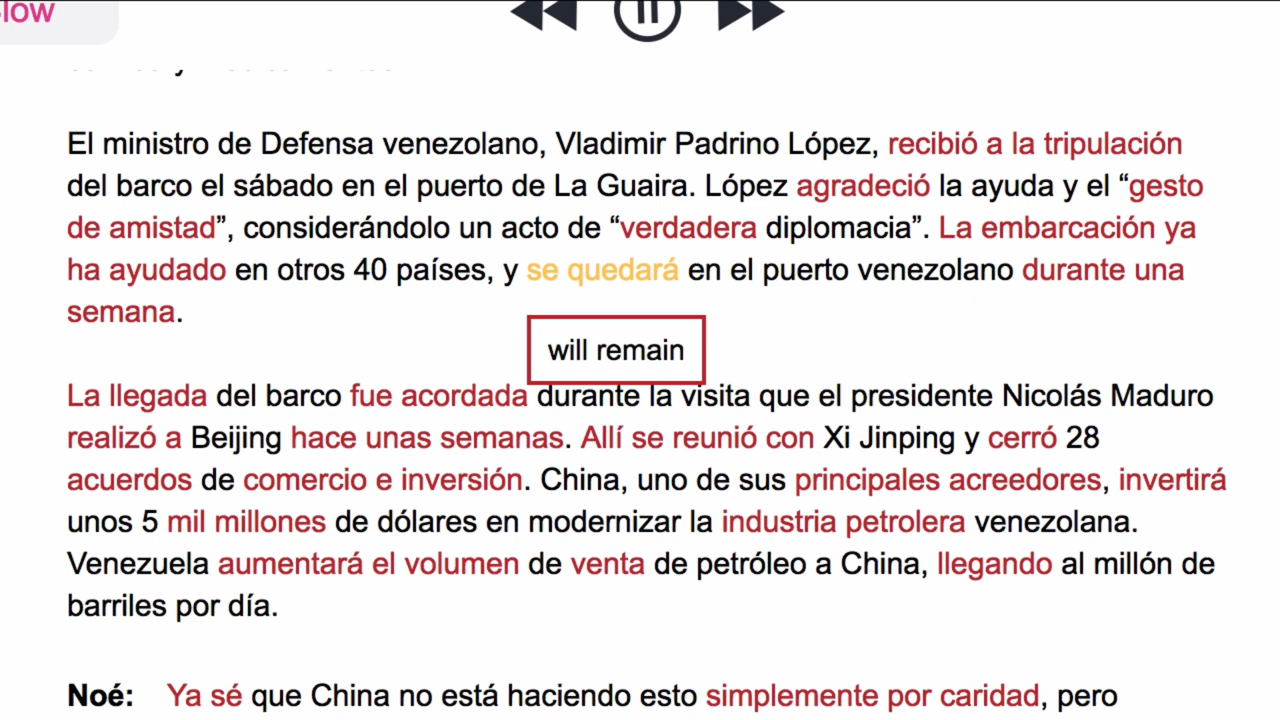 low
El ministro de Defensa venezolano, Vladimir Padrino López, recibió a la tripulación
del barco el sábado en el puerto de La Guaira. López agradeció la ayuda y el “gesto
de amistad”, considerándolo un acto de “verdadera diplomacia”. La embarcación ya
ha ayudado en otros 40 países, y se quedará en el puerto venezolano durante una
semana.
will remain
La llegada del barco fue acordada durante la visita que el presidente Nicolás Maduro
realizó a Beijing hace unas semanas. Allí se reunió con Xi Jinping y cerró 28
acuerdos de comercio e inversión. China, uno de sus principales acreedores, invertirá
unos 5 mil millones de dólares en modernizar la industria petrolera venezolana.
Venezuela aumentará el volumen de venta de petróleo a China, llegando al millón de
barriles por día.
Noé: Ya sé que China no está haciendo esto simplemente por caridad, pero